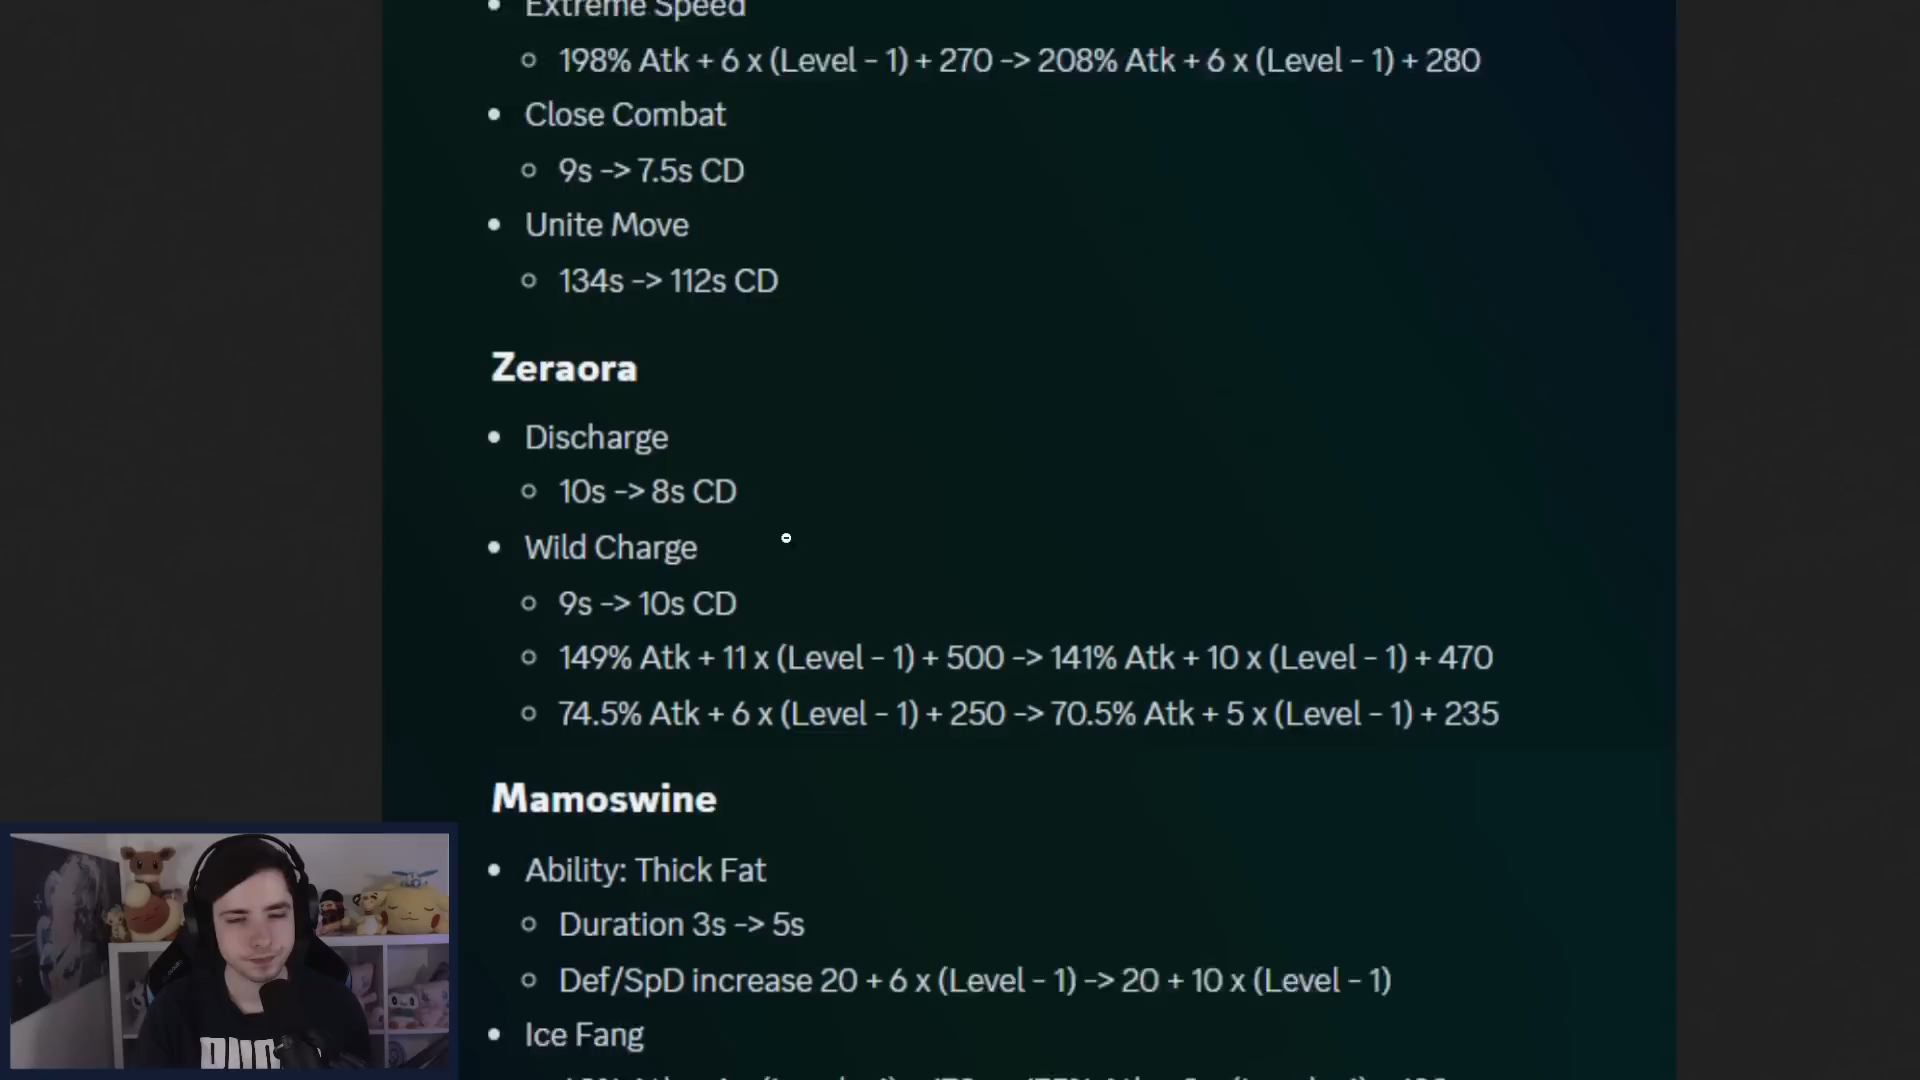 Extreme Speed
198% Atk + 6 x (Level - 1) + 270 -> 208% Atk + 6 x (Level - 1) + 280
Close Combat
9s -> 7.5s CD
Unite Move
134s -> 112s CD
Zeraora
Discharge
10s -> 8s CD
Wild Charge
9s -> 10s CD
149% Atk + 11 x (Level - 1) + 500 -> 141% Atk + 10 x (Level - 1) + 470
74.5% Atk + 6 x (Level - 1) + 250 -> 70.5% Atk + 5 x (Level - 1) + 235
Mamoswine
Ability: Thick Fat
Duration 3s -> 5s
Def/SpD increase 20 + 6 x (Level - 1) -> 20 + 10 x (Level - 1)
Ice Fang